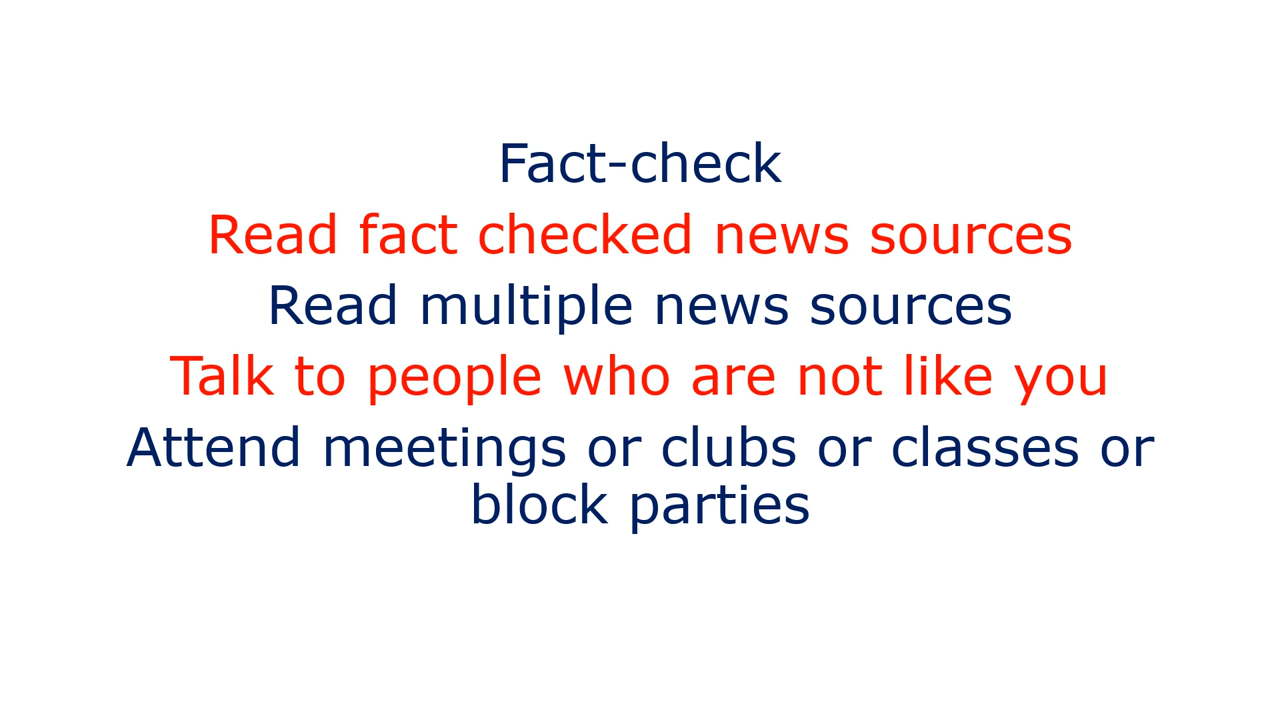 Fact-check
Read fact checked news sources
Read multiple news sources
Talk to people who are not like you
Attend meetings or clubs or classes or
block parties